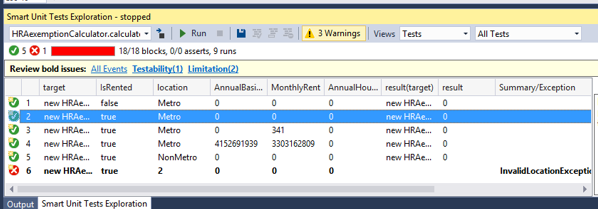 Smart Unit Tests Exploration - stopped
HRAexemptionCalculator.calculate Run Stop 3 Warnings Views Tests All Tests
5 1 18/18 blocks, 0/0 asserts, 9 runs
Review bold issues: All Events Testability(1) Limitation(2)
target IsRented location AnnualBasi... MonthlyRent AnnualHou... result(target) result Summary/Exception
1 new HRAe... false Metro 0 0 0 new HRAe... 0
2 new HRAe... true Metro 0 0 0 new HRAe... 0
3 new HRAe... true Metro 0 341 0 new HRAe... 0
4 new HRAe... true Metro 4152691939 3303162809 0 new HRAe... 0
5 new HRAe... true NonMetro 0 0 0 new HRAe... 0
6 new HRAe... true 2 0 0 0 InvalidLocationException
Output Smart Unit Tests Exploration